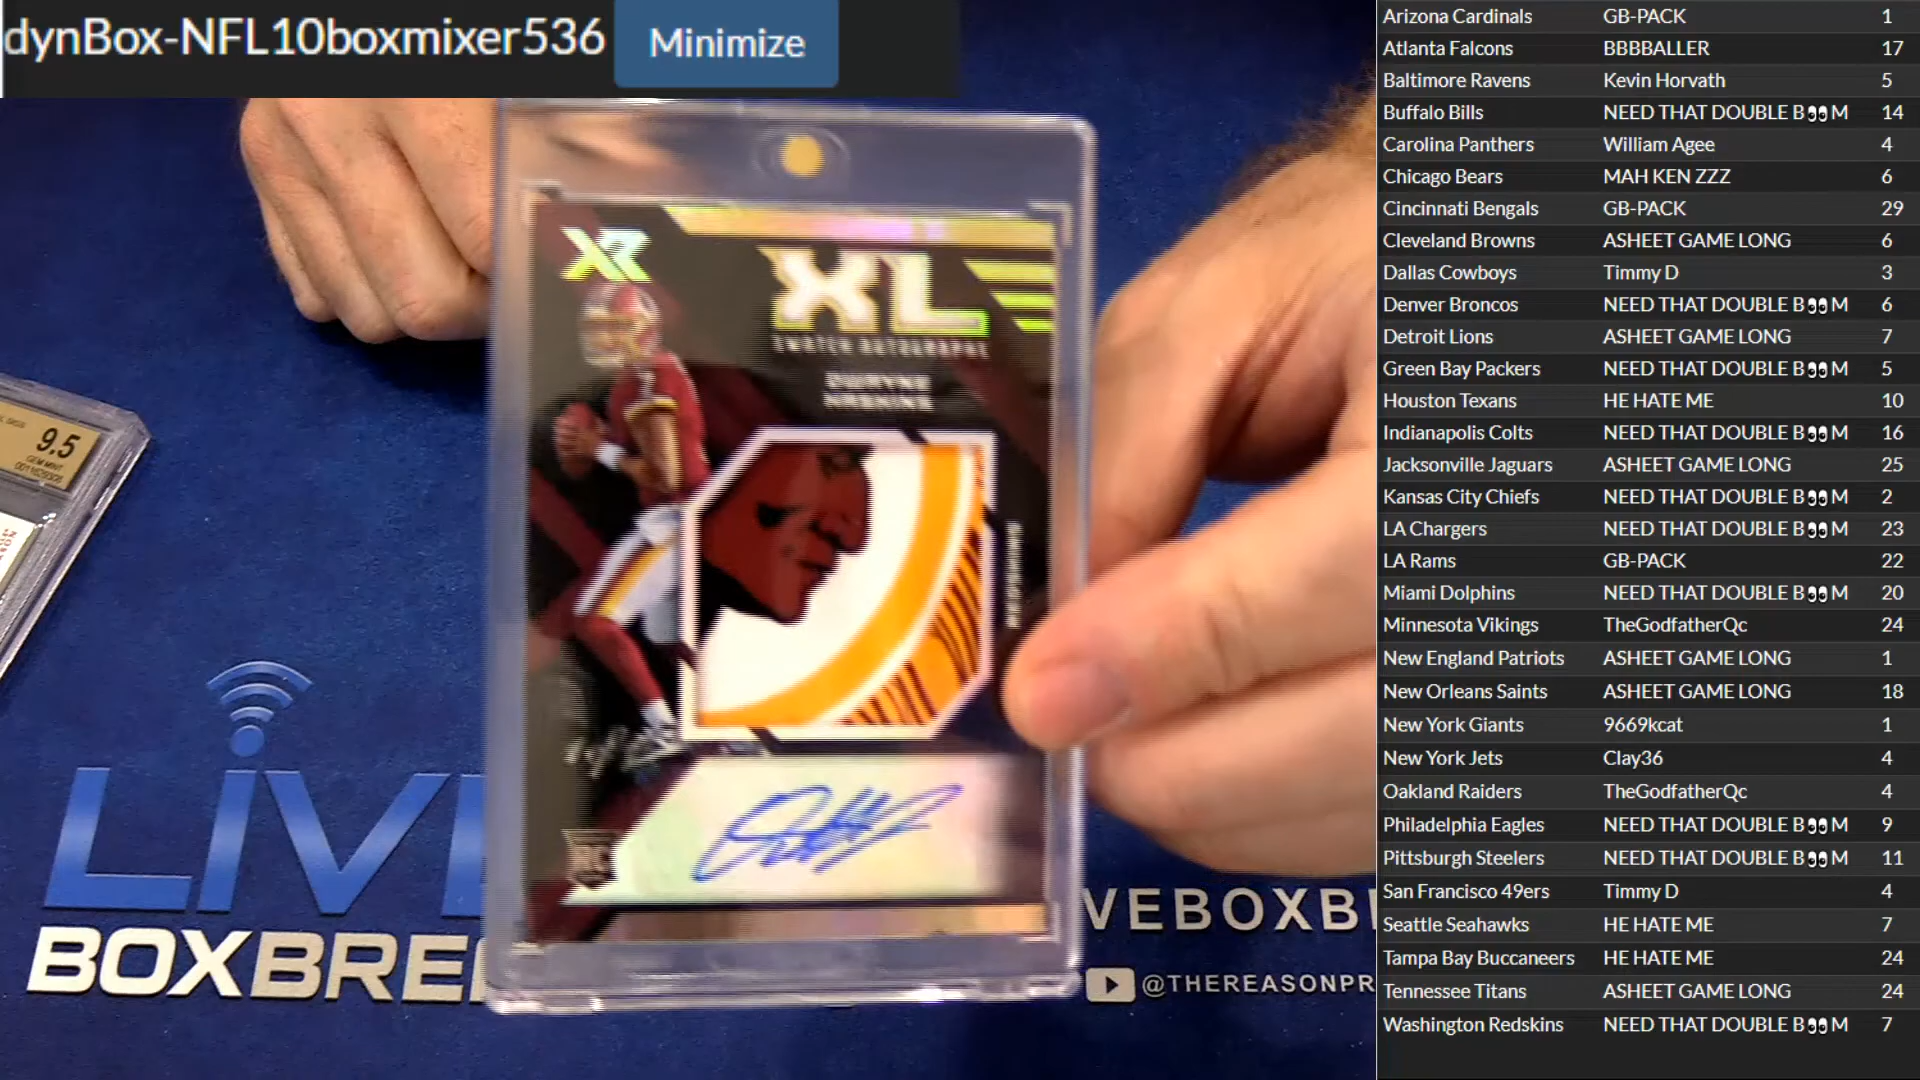 dynBox-NFL10boxmixer536
Minimize
XR
XL
SWATCH AUTOGRAPHS
DWAYNE
HASKINS
REDSKINS
RC
9.5
GEM MINT
LIVE
BOXBRE
VEBOXB
@THEREASONPR
Arizona Cardinals GB-PACK 1
Atlanta Falcons BBBBALLER 17
Baltimore Ravens Kevin Horvath 5
Buffalo Bills NEED THAT DOUBLE B👀M 14
Carolina Panthers William Agee 4
Chicago Bears MAH KEN ZZZ 6
Cincinnati Bengals GB-PACK 29
Cleveland Browns ASHEET GAME LONG 6
Dallas Cowboys Timmy D 3
Denver Broncos NEED THAT DOUBLE B👀M 6
Detroit Lions ASHEET GAME LONG 7
Green Bay Packers NEED THAT DOUBLE B👀M 5
Houston Texans HE HATE ME 10
Indianapolis Colts NEED THAT DOUBLE B👀M 16
Jacksonville Jaguars ASHEET GAME LONG 25
Kansas City Chiefs NEED THAT DOUBLE B👀M 2
LA Chargers NEED THAT DOUBLE B👀M 23
LA Rams GB-PACK 22
Miami Dolphins NEED THAT DOUBLE B👀M 20
Minnesota Vikings TheGodfatherQc 24
New England Patriots ASHEET GAME LONG 1
New Orleans Saints ASHEET GAME LONG 18
New York Giants 9669kcat 1
New York Jets Clay36 4
Oakland Raiders TheGodfatherQc 4
Philadelphia Eagles NEED THAT DOUBLE B👀M 9
Pittsburgh Steelers NEED THAT DOUBLE B👀M 11
San Francisco 49ers Timmy D 4
Seattle Seahawks HE HATE ME 7
Tampa Bay Buccaneers HE HATE ME 24
Tennessee Titans ASHEET GAME LONG 24
Washington Redskins NEED THAT DOUBLE B👀M 7